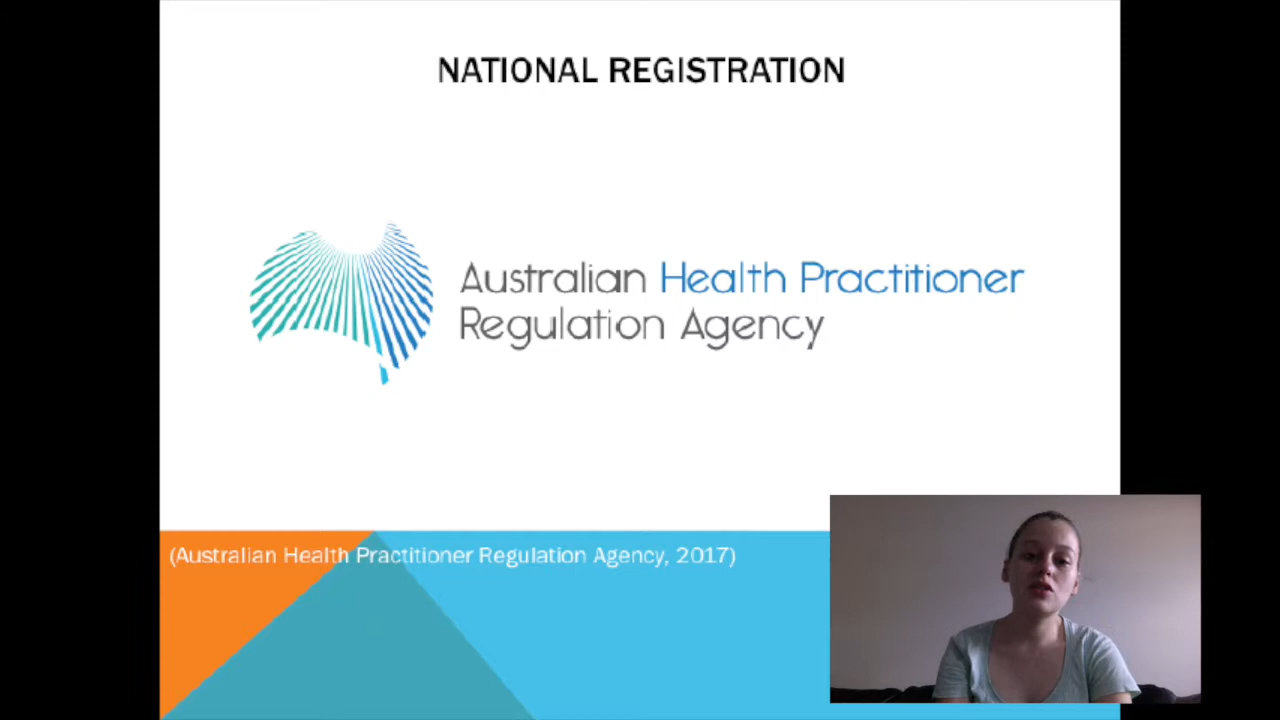 NATIONAL REGISTRATION
Australian Health Practitioner
Regulation Agency
(Australian Health Practitioner Regulation Agency, 2017)